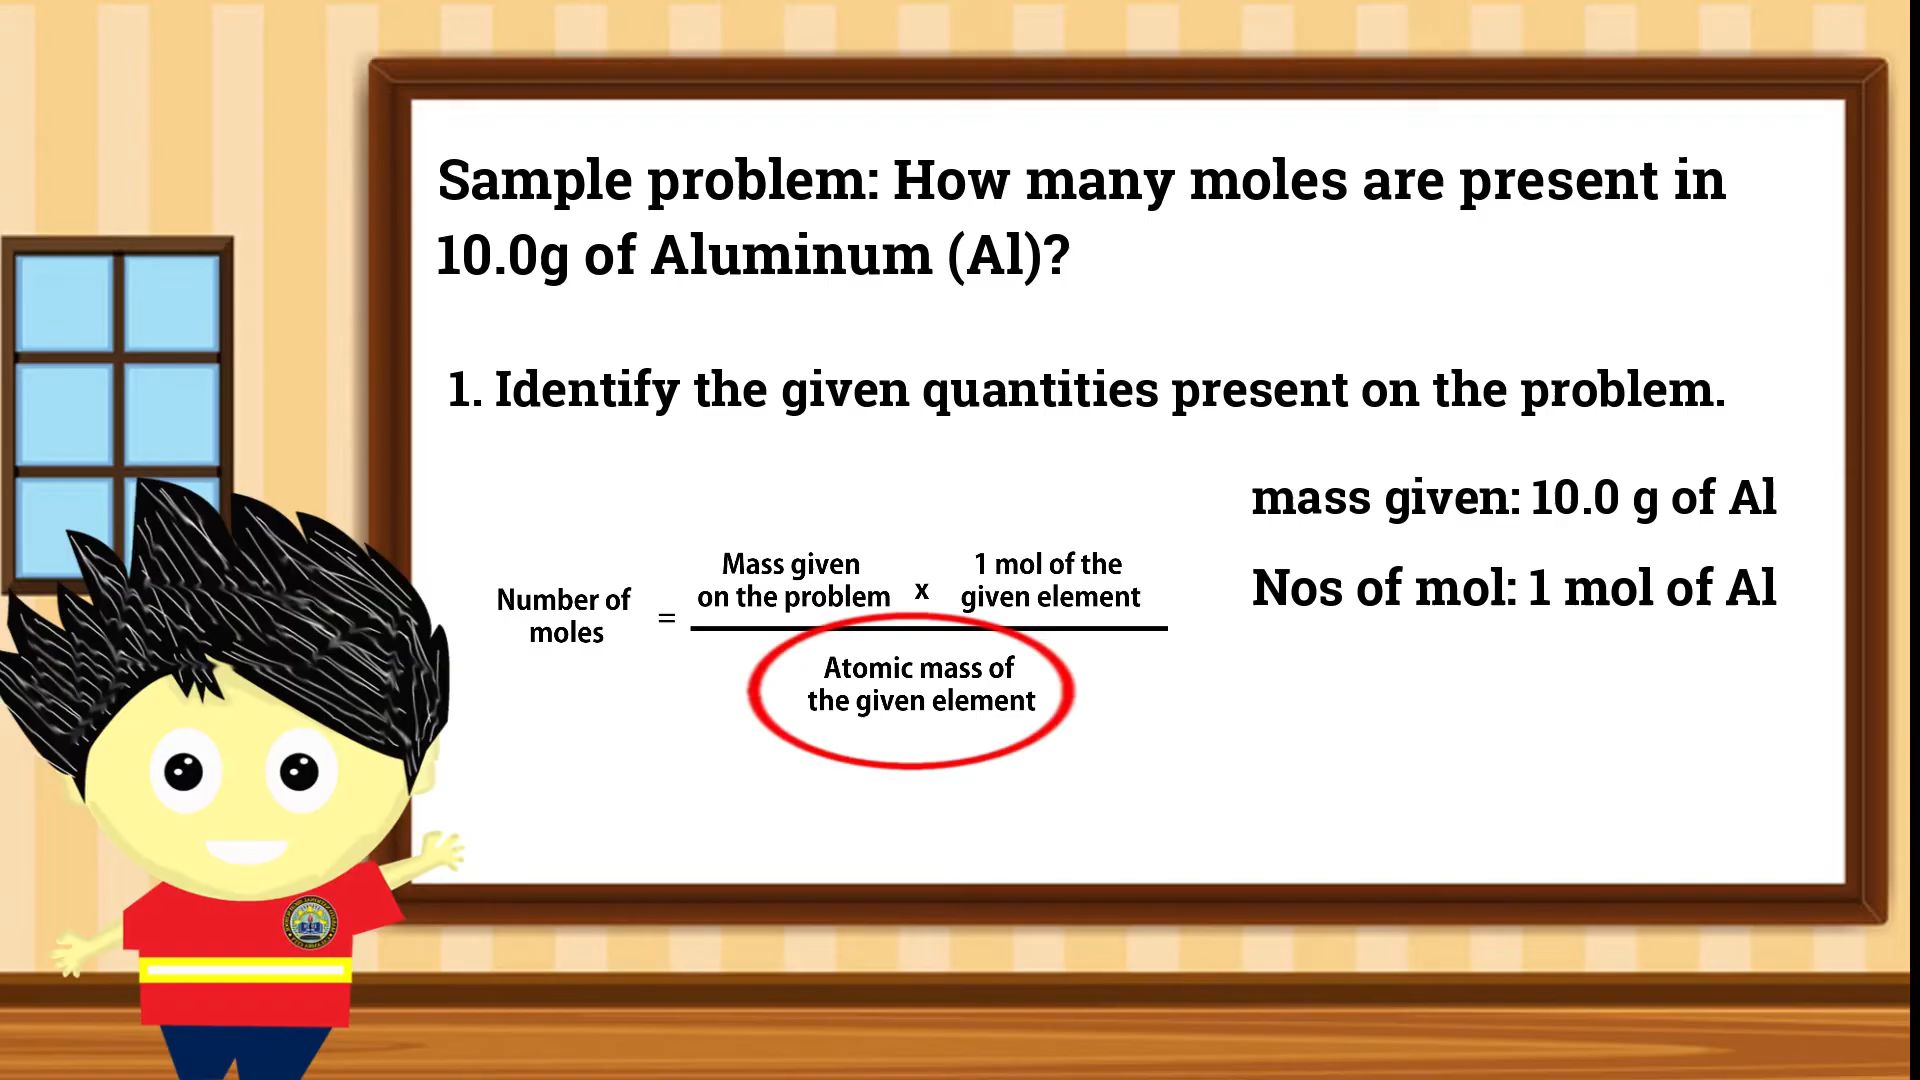 Sample problem: How many moles are present in
10.0g of Aluminum (Al)?
1. Identify the given quantities present on the problem.
mass given: 10.0 g of Al
Nos of mol: 1 mol of Al
Number of
moles
=
Mass given
on the problem
x
1 mol of the
given element
Atomic mass of
the given element